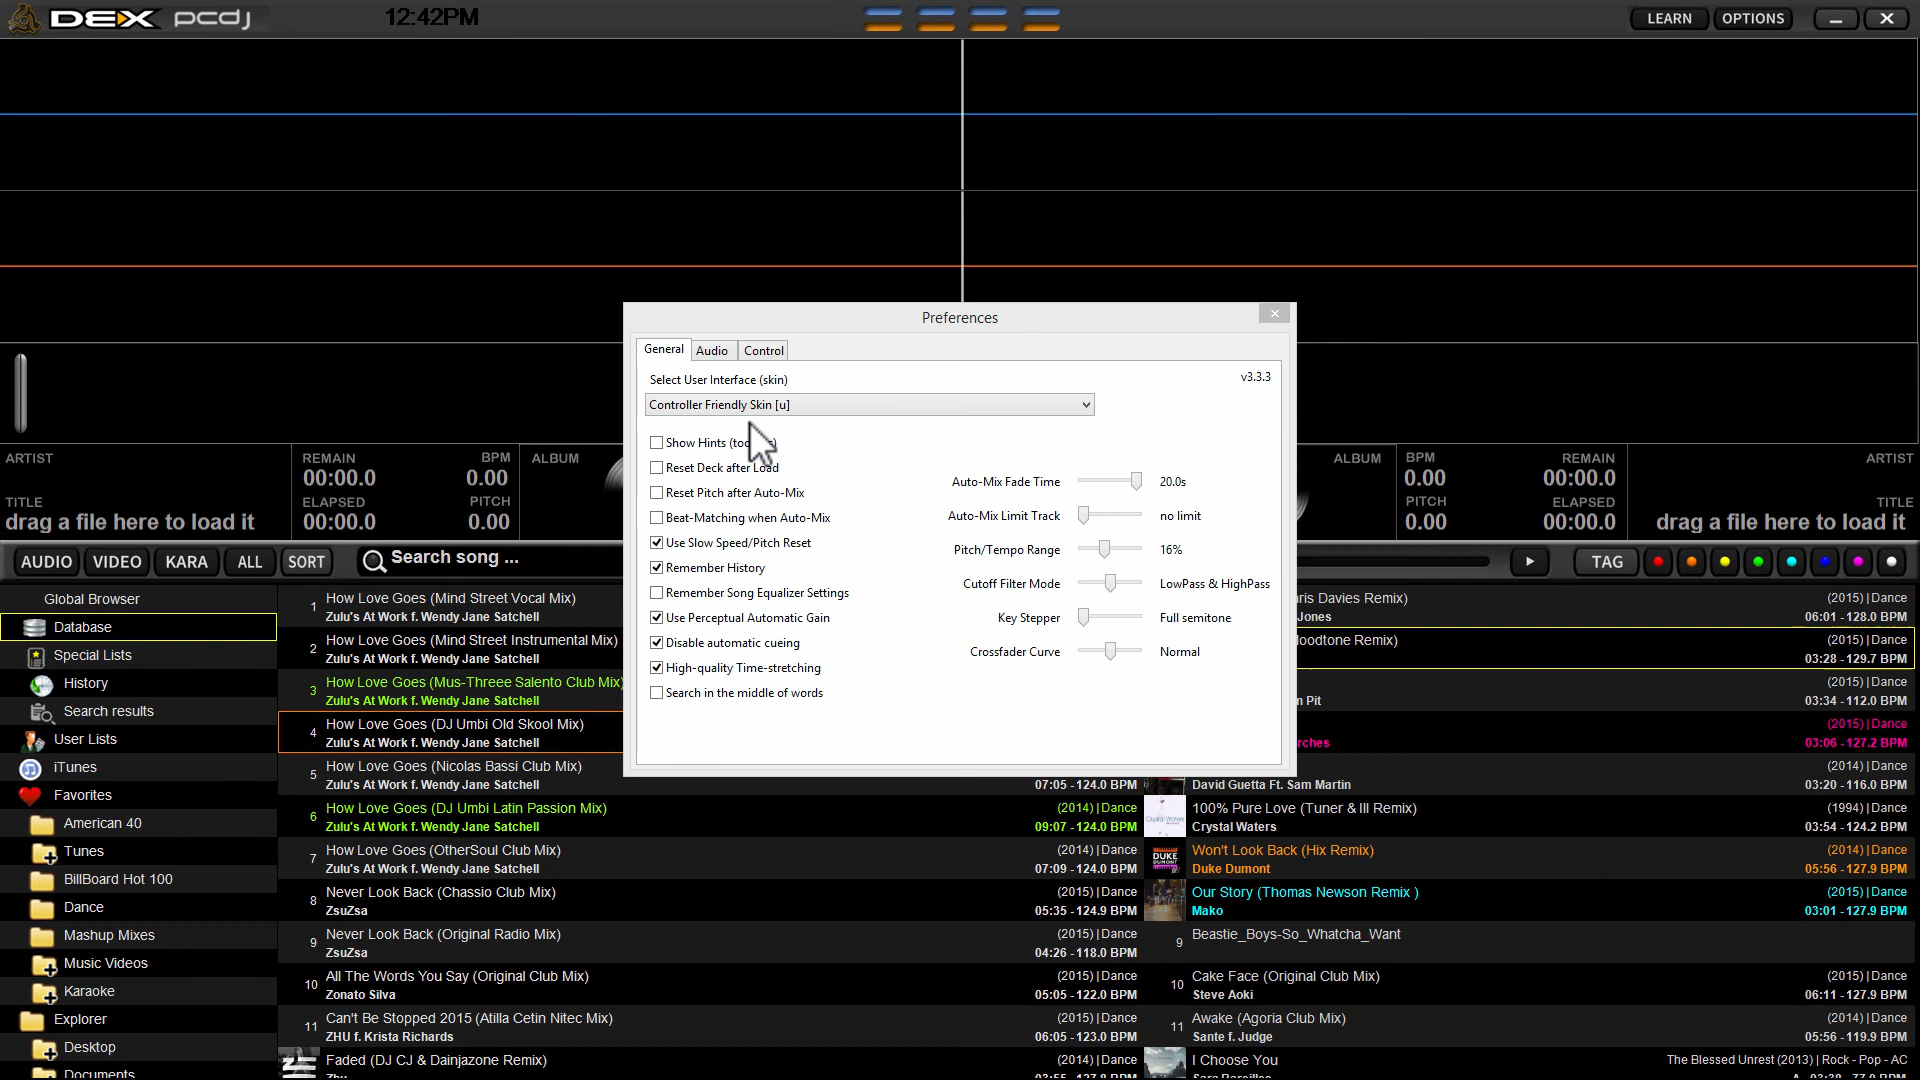 DEX pcdj
12:42PM
LEARN
OPTIONS
Preferences
General
Audio
Control
Select User Interface (skin)
v3.3.3
Controller Friendly Skin [u]
Show Hints
Reset Deck after Load
Reset Pitch after Auto-Mix
Beat-Matching when Auto-Mix
Use Slow Speed/Pitch Reset
Remember History
Remember Song Equalizer Settings
Use Perceptual Automatic Gain
Disable automatic cueing
High-quality Time-stretching
Search in the middle of words
Auto-Mix Fade Time 20.0s
Auto-Mix Limit Track no limit
Pitch/Tempo Range 16%
Cutoff Filter Mode LowPass & HighPass
Key Stepper Full semitone
Crossfader Curve Normal
ARTIST
TITLE
drag a file here to load it
REMAIN
00:00.0
ELAPSED
00:00.0
BPM
0.00
PITCH
0.00
ALBUM
ALBUM
BPM
0.00
PITCH
0.00
REMAIN
00:00.0
ELAPSED
00:00.0
ARTIST
TITLE
drag a file here to load it
AUDIO
VIDEO
KARA
ALL
SORT
Search song ...
TAG
Global Browser
Database
Special Lists
History
Search results
User Lists
iTunes
Favorites
American 40
Tunes
BillBoard Hot 100
Dance
Mashup Mixes
Music Videos
Karaoke
Explorer
Desktop
Documents
1 How Love Goes (Mind Street Vocal Mix)
Zulu's At Work f. Wendy Jane Satchell
2 How Love Goes (Mind Street Instrumental Mix)
Zulu's At Work f. Wendy Jane Satchell
3 How Love Goes (Mus-Threee Salento Club Mix)
Zulu's At Work f. Wendy Jane Satchell
4 How Love Goes (DJ Umbi Old Skool Mix)
Zulu's At Work f. Wendy Jane Satchell
5 How Love Goes (Nicolas Bassi Club Mix)
Zulu's At Work f. Wendy Jane Satchell
07:05 - 124.0 BPM
6 How Love Goes (DJ Umbi Latin Passion Mix) (2014) | Dance
Zulu's At Work f. Wendy Jane Satchell 09:07 - 124.0 BPM
7 How Love Goes (OtherSoul Club Mix) (2014) | Dance
Zulu's At Work f. Wendy Jane Satchell 07:09 - 124.0 BPM
8 Never Look Back (Chassio Club Mix) (2015) | Dance
ZsuZsa 05:35 - 124.9 BPM
9 Never Look Back (Original Radio Mix) (2015) | Dance
ZsuZsa 04:26 - 118.0 BPM
10 All The Words You Say (Original Club Mix) (2015) | Dance
Zonato Silva 05:05 - 122.0 BPM
11 Can't Be Stopped 2015 (Atilla Cetin Nitec Mix) (2015) | Dance
ZHU f. Krista Richards 06:05 - 123.0 BPM
Faded (DJ CJ & Dainjazone Remix) (2014) | Dance
Davies Remix) (2015) | Dance
Jones 06:01 - 128.0 BPM
Remix) (2015) | Dance
03:28 - 129.7 BPM
(2015) | Dance
Pit 03:34 - 112.0 BPM
(2015) | Dance
03:06 - 127.2 BPM
(2014) | Dance
David Guetta Ft. Sam Martin 03:20 - 116.0 BPM
100% Pure Love (Tuner & Ill Remix) (1994) | Dance
Crystal Waters 03:54 - 124.2 BPM
DUKE
DUMONT
Won't Look Back (Hix Remix) (2014) | Dance
Duke Dumont 05:56 - 127.9 BPM
Our Story (Thomas Newson Remix ) (2015) | Dance
Mako 03:01 - 127.9 BPM
9 Beastie_Boys-So_Whatcha_Want
10 Cake Face (Original Club Mix) (2015) | Dance
Steve Aoki 06:11 - 127.9 BPM
11 Awake (Agoria Club Mix) (2014) | Dance
Sante f. Judge 05:56 - 119.9 BPM
I Choose You The Blessed Unrest (2013) | Rock - Pop - AC